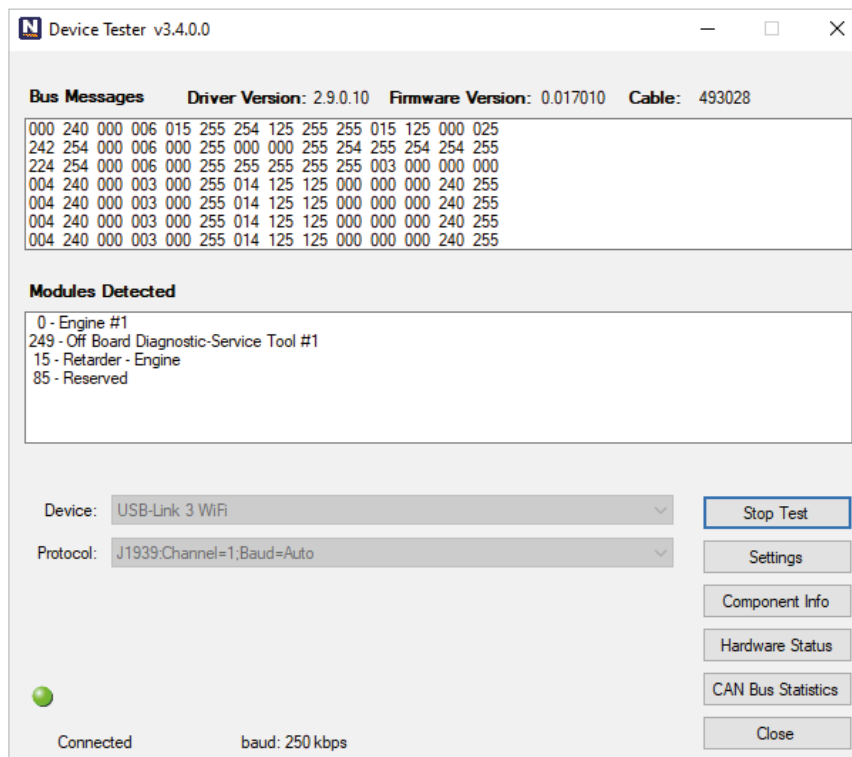 N Device Tester v3.4.0.0
Bus Messages Driver Version: 2.9.0.10 Firmware Version: 0.017010 Cable: 493028
000 240 000 006 015 255 254 125 255 255 015 125 000 025
242 254 000 006 000 255 000 000 255 254 255 254 254 255
224 254 000 006 000 255 255 255 255 255 003 000 000 000
004 240 000 003 000 255 014 125 125 000 000 000 240 255
004 240 000 003 000 255 014 125 125 000 000 000 240 255
004 240 000 003 000 255 014 125 125 000 000 000 240 255
004 240 000 003 000 255 014 125 125 000 000 000 240 255
Modules Detected
0 - Engine #1
249 - Off Board Diagnostic-Service Tool #1
15 - Retarder - Engine
85 - Reserved
Device: USB-Link 3 WiFi
Stop Test
Protocol: J1939:Channel=1;Baud=Auto
Settings
Component Info
Hardware Status
CAN Bus Statistics
Close
Connected baud: 250 kbps